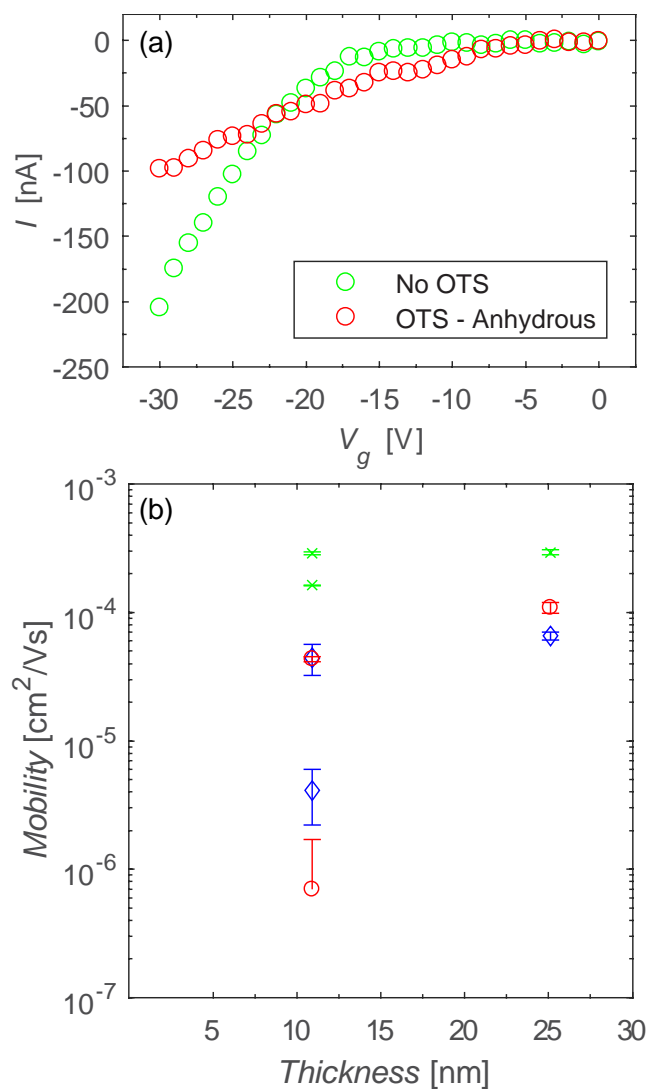 (a)
0
-50
-100
-150
-200
-250
I [nA]
No OTS
OTS - Anhydrous
-30 -25 -20 -15 -10 -5 0
V_g [V]
(b)
10^-3
10^-4
10^-5
10^-6
10^-7
Mobility [cm^2/Vs]
5 10 15 20 25 30
Thickness [nm]